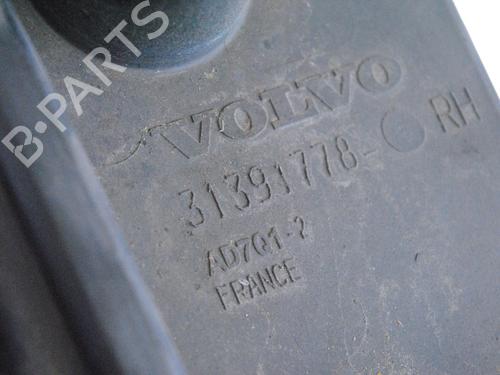 B-PARTS
VOLVO
31391778- RH
AD7Q1-2
FRANCE